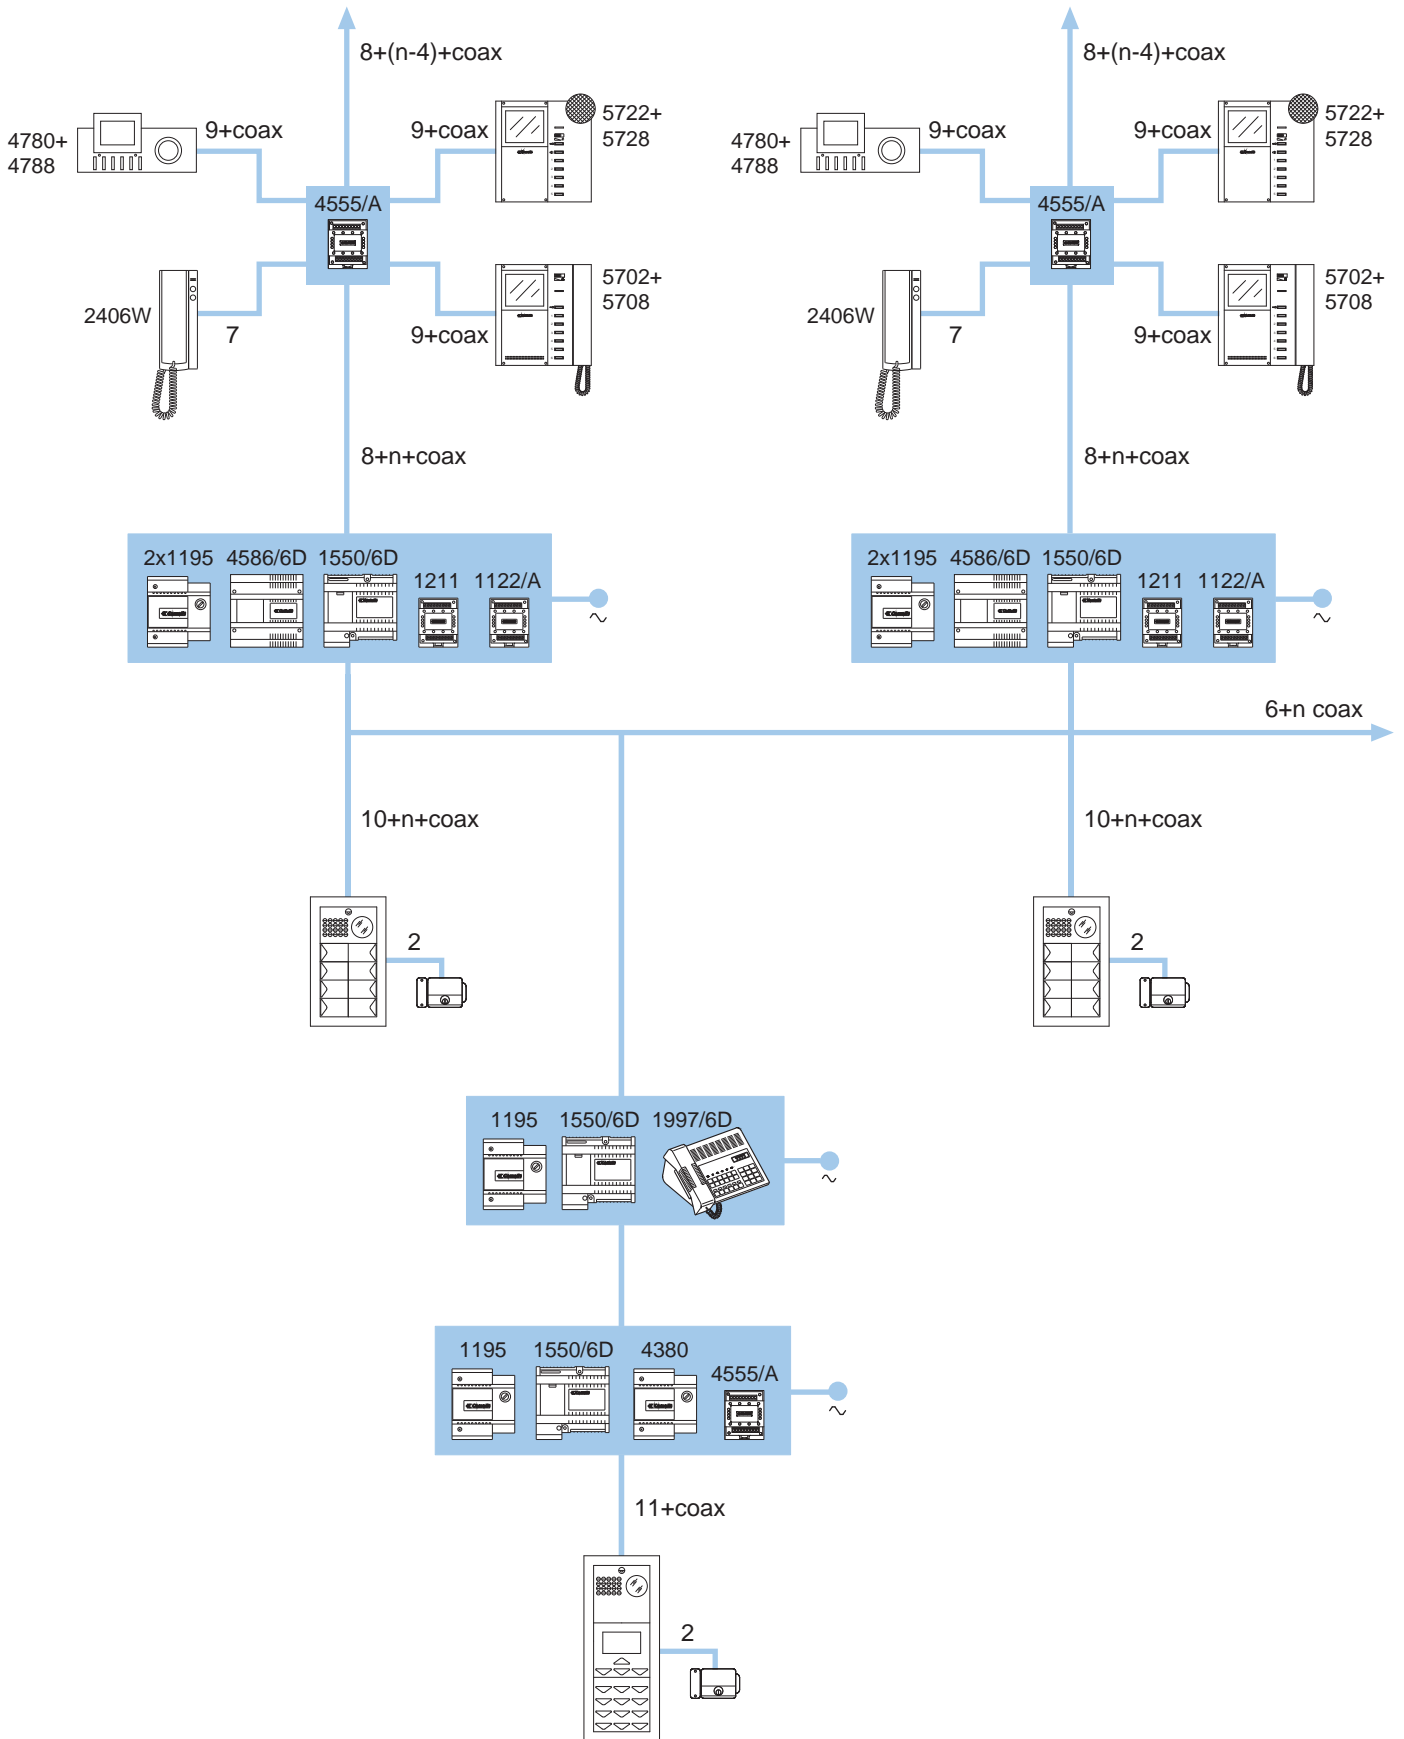 8+(n-4)+coax
8+(n-4)+coax
4780+
4788
9+coax
9+coax
5722+
5728
4780+
4788
9+coax
9+coax
5722+
5728
4555/A
4555/A
2406W
7
9+coax
5702+
5708
2406W
7
9+coax
5702+
5708
8+n+coax
8+n+coax
2x1195
4586/6D
1550/6D
1211
1122/A
~
2x1195
4586/6D
1550/6D
1211
1122/A
~
6+n coax
10+n+coax
10+n+coax
2
2
1195
1550/6D
1997/6D
~
1195
1550/6D
4380
4555/A
~
11+coax
2